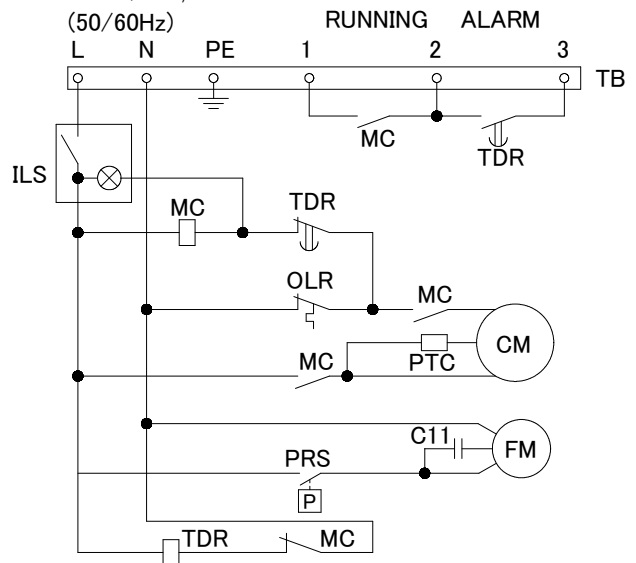 (50/60Hz) RUNNING ALARM
L N PE 1 2 3
TB
MC
TDR
ILS
MC TDR
OLR
MC
CM
MC PTC
C11 FM
PRS
P
TDR MC